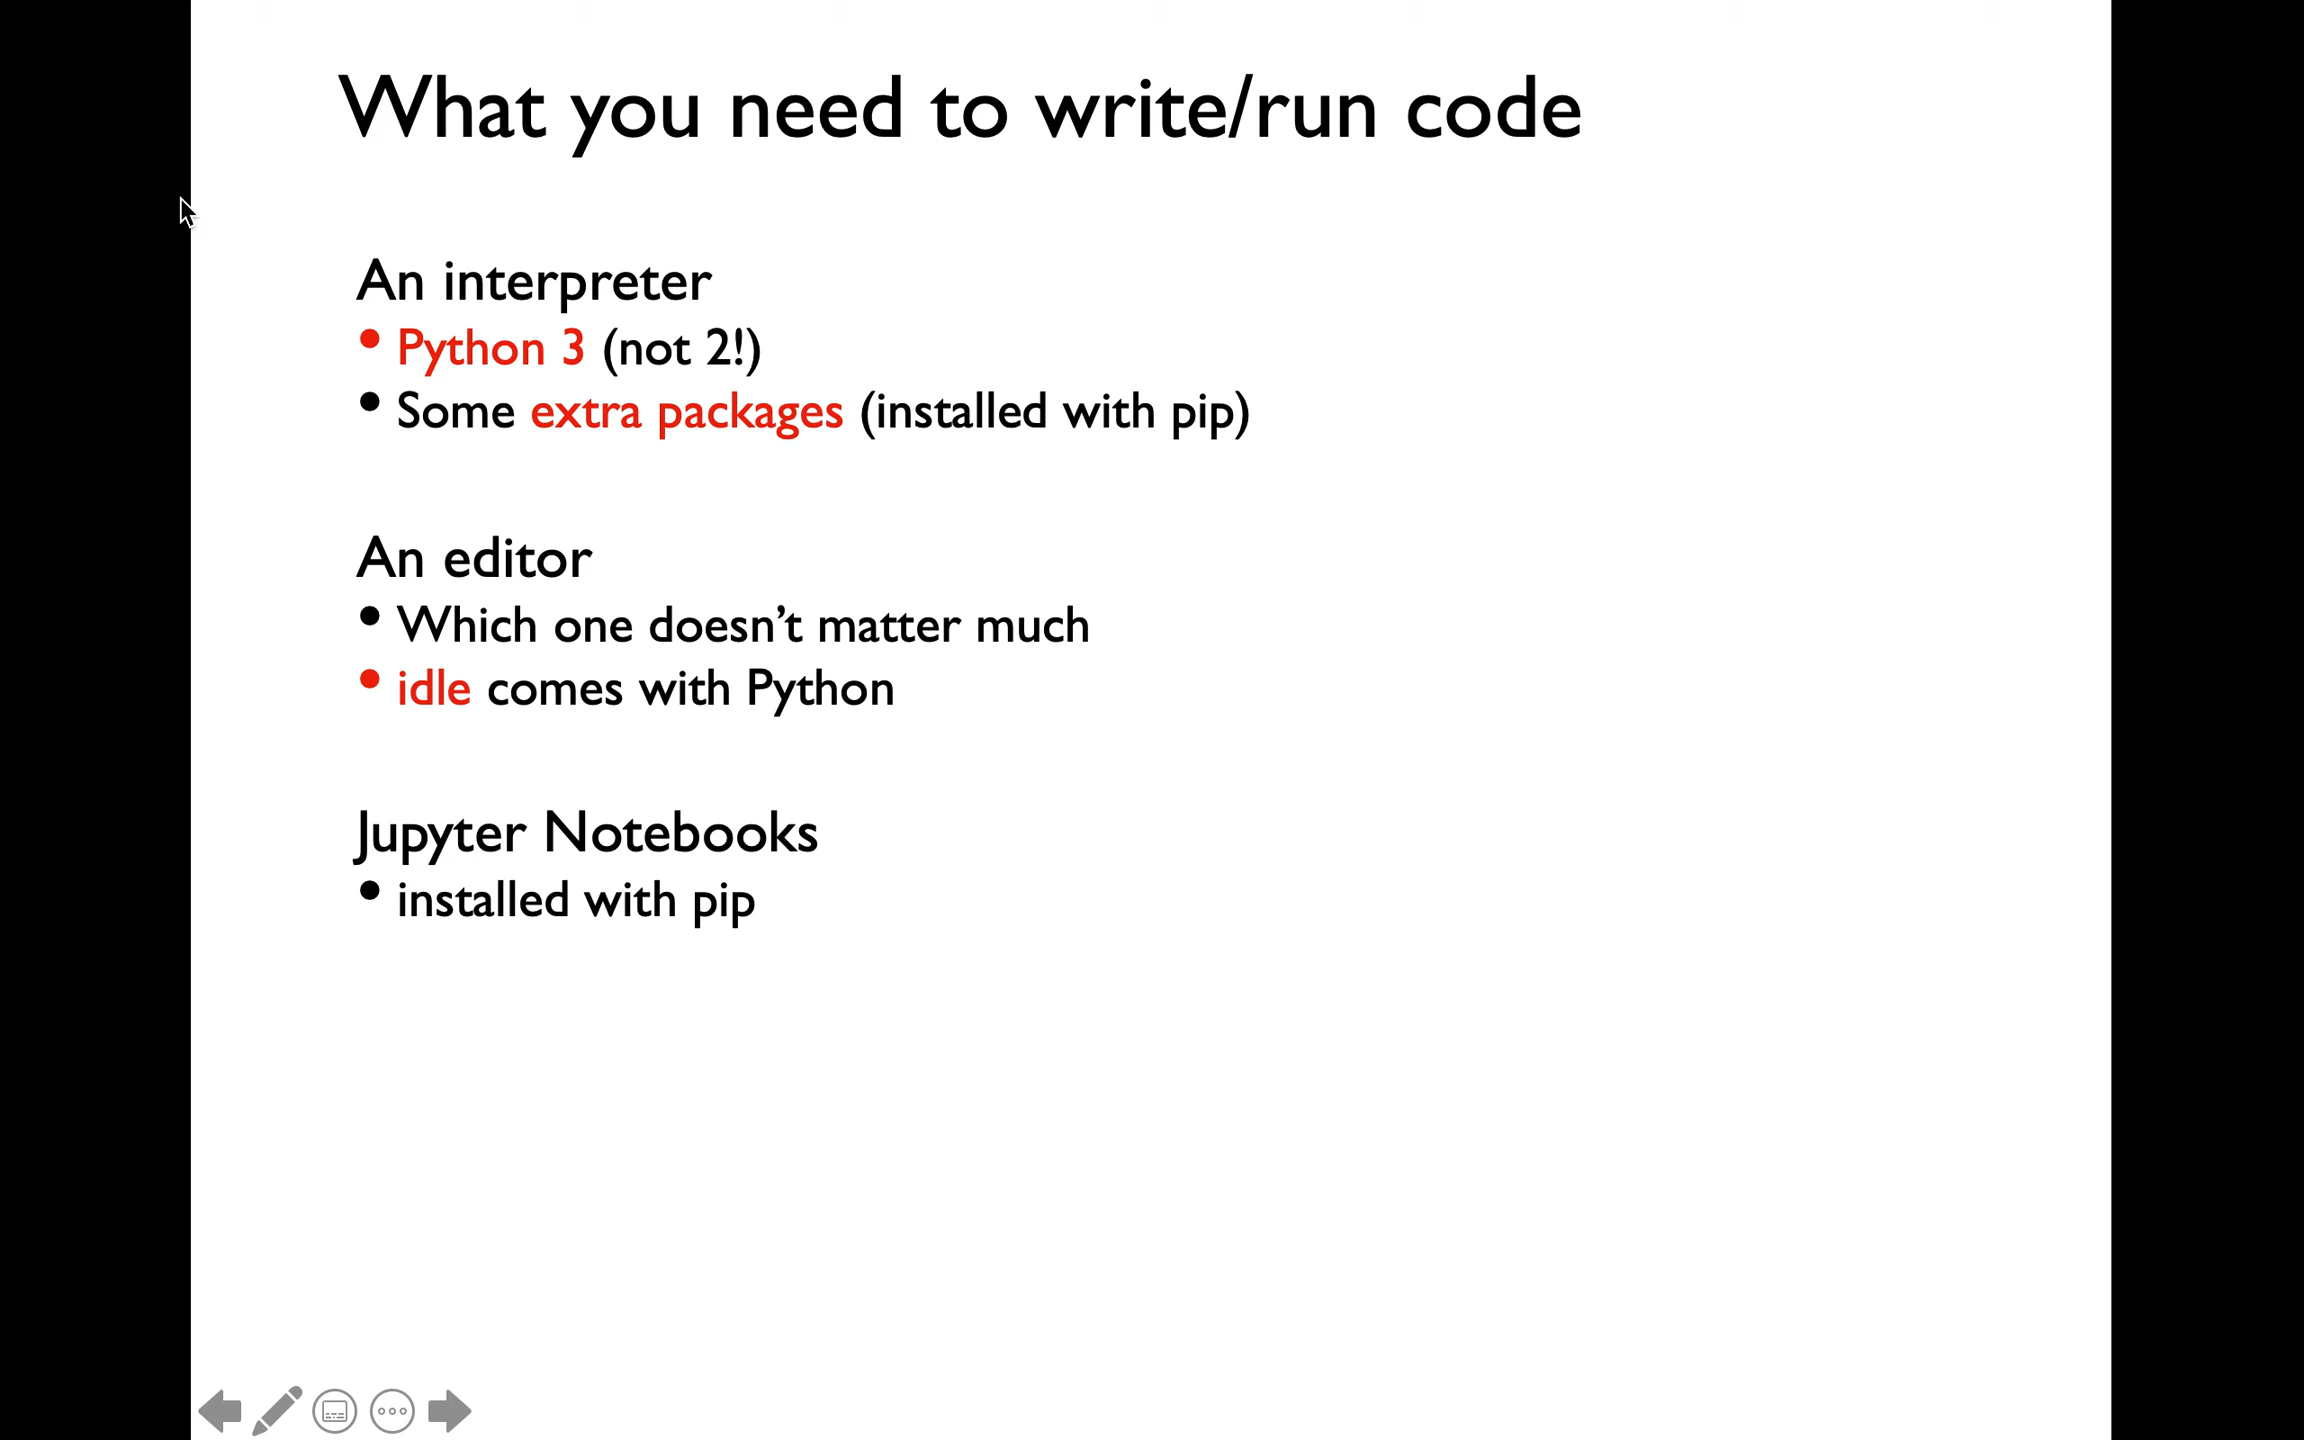 What you need to write/run code
An interpreter
• Python 3 (not 2!)
• Some extra packages (installed with pip)
An editor
• Which one doesn’t matter much
• idle comes with Python
Jupyter Notebooks
• installed with pip